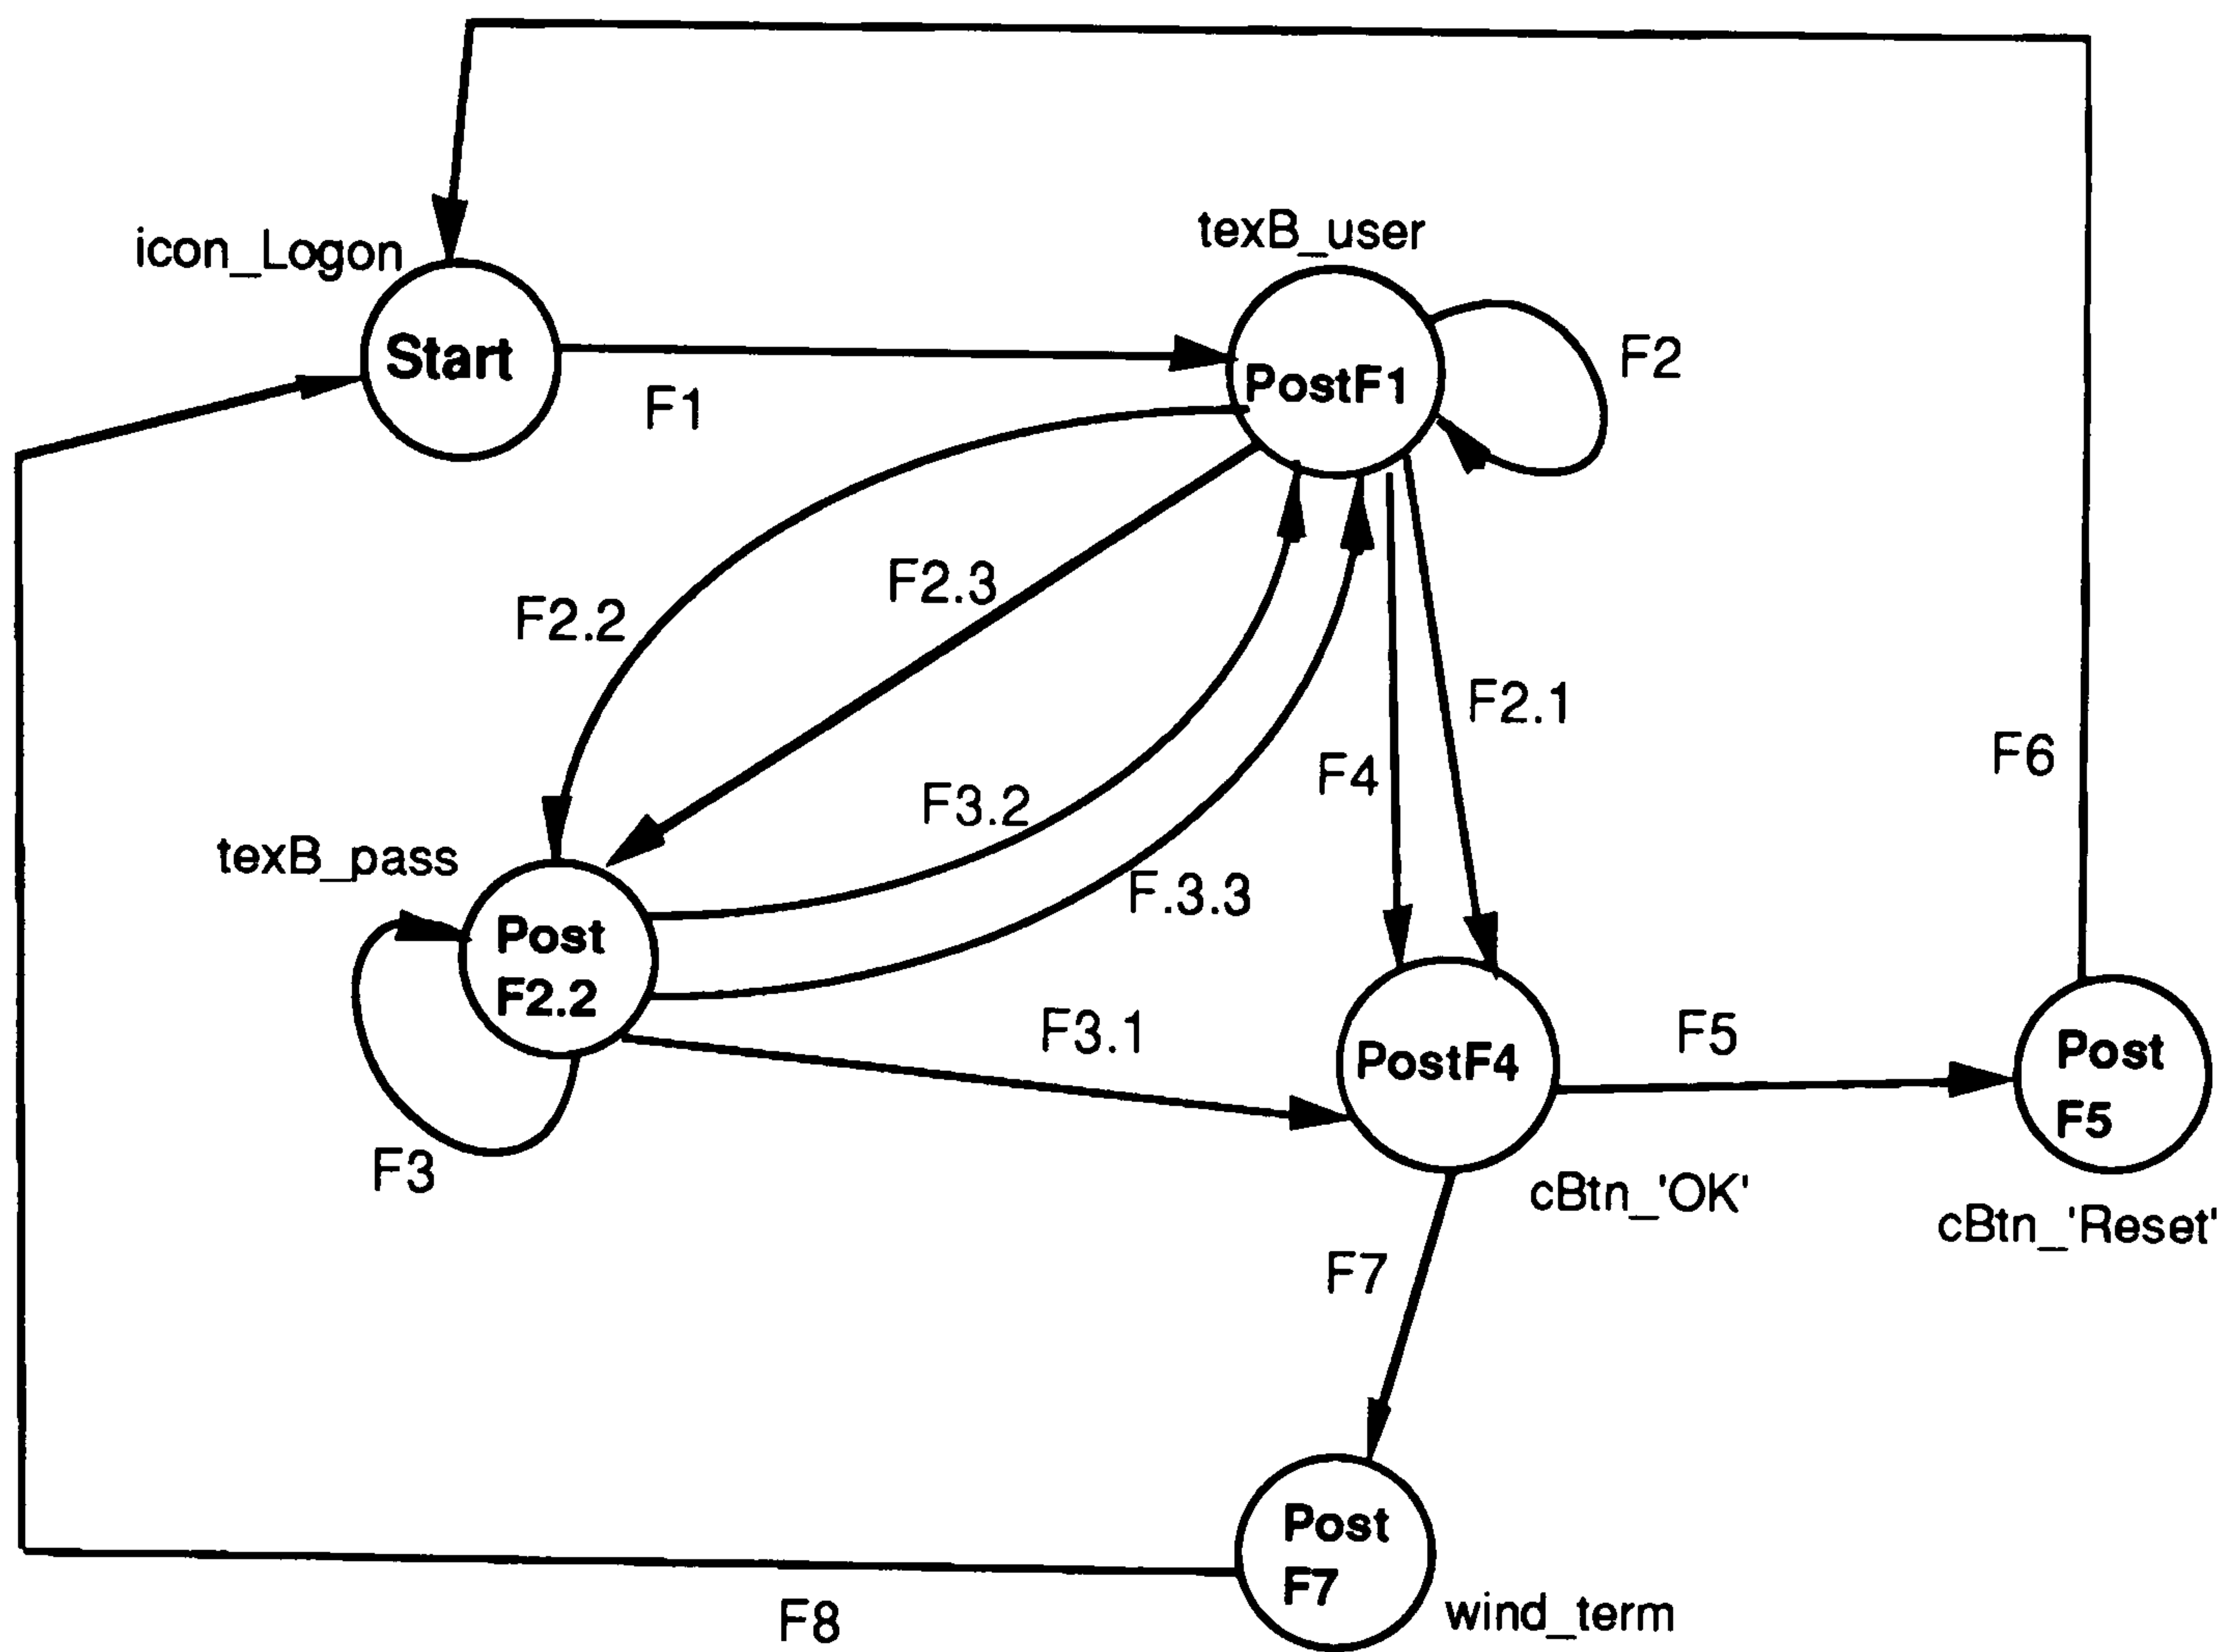 icon_Logon
texB_user
Start
PostF1
F2
F1
F2.2
F2.3
F2.1
F4
F6
F3.2
texB_pass
F.3.3
Post
F2.2
F3.1
F5
PostF4
Post
F5
F3
cBtn_'OK'
cBtn_'Reset'
F7
Post
F7
wind_term
F8